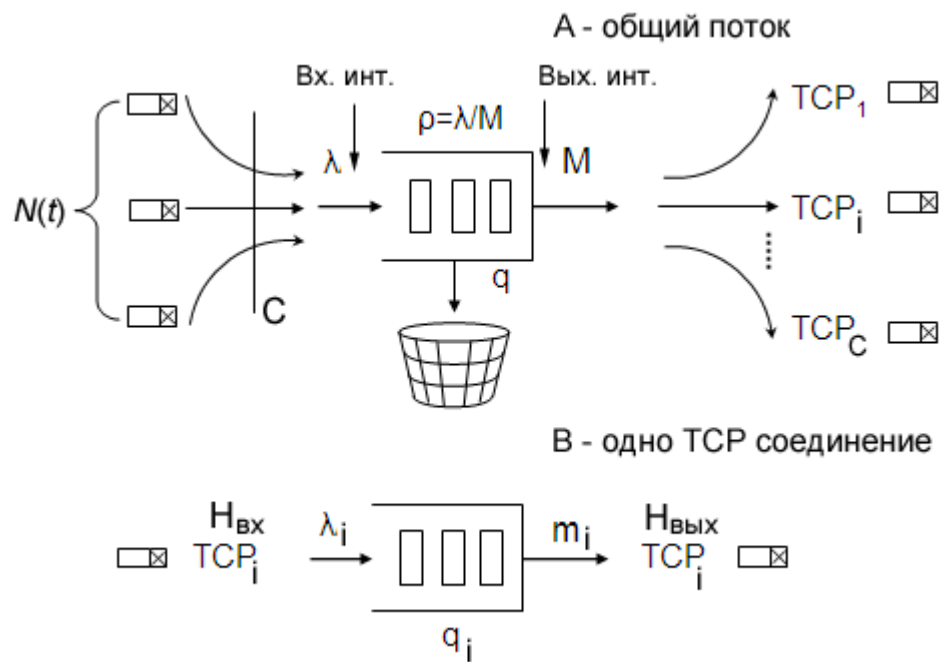 А - общий поток
Вх. инт.
Вых. инт.
TCP1
ρ=λ/M
λ
M
N(t)
TCPi
q
C
TCPC
В - одно TCP соединение
Hвх
λi
mi
Hвых
TCPi
TCPi
qi